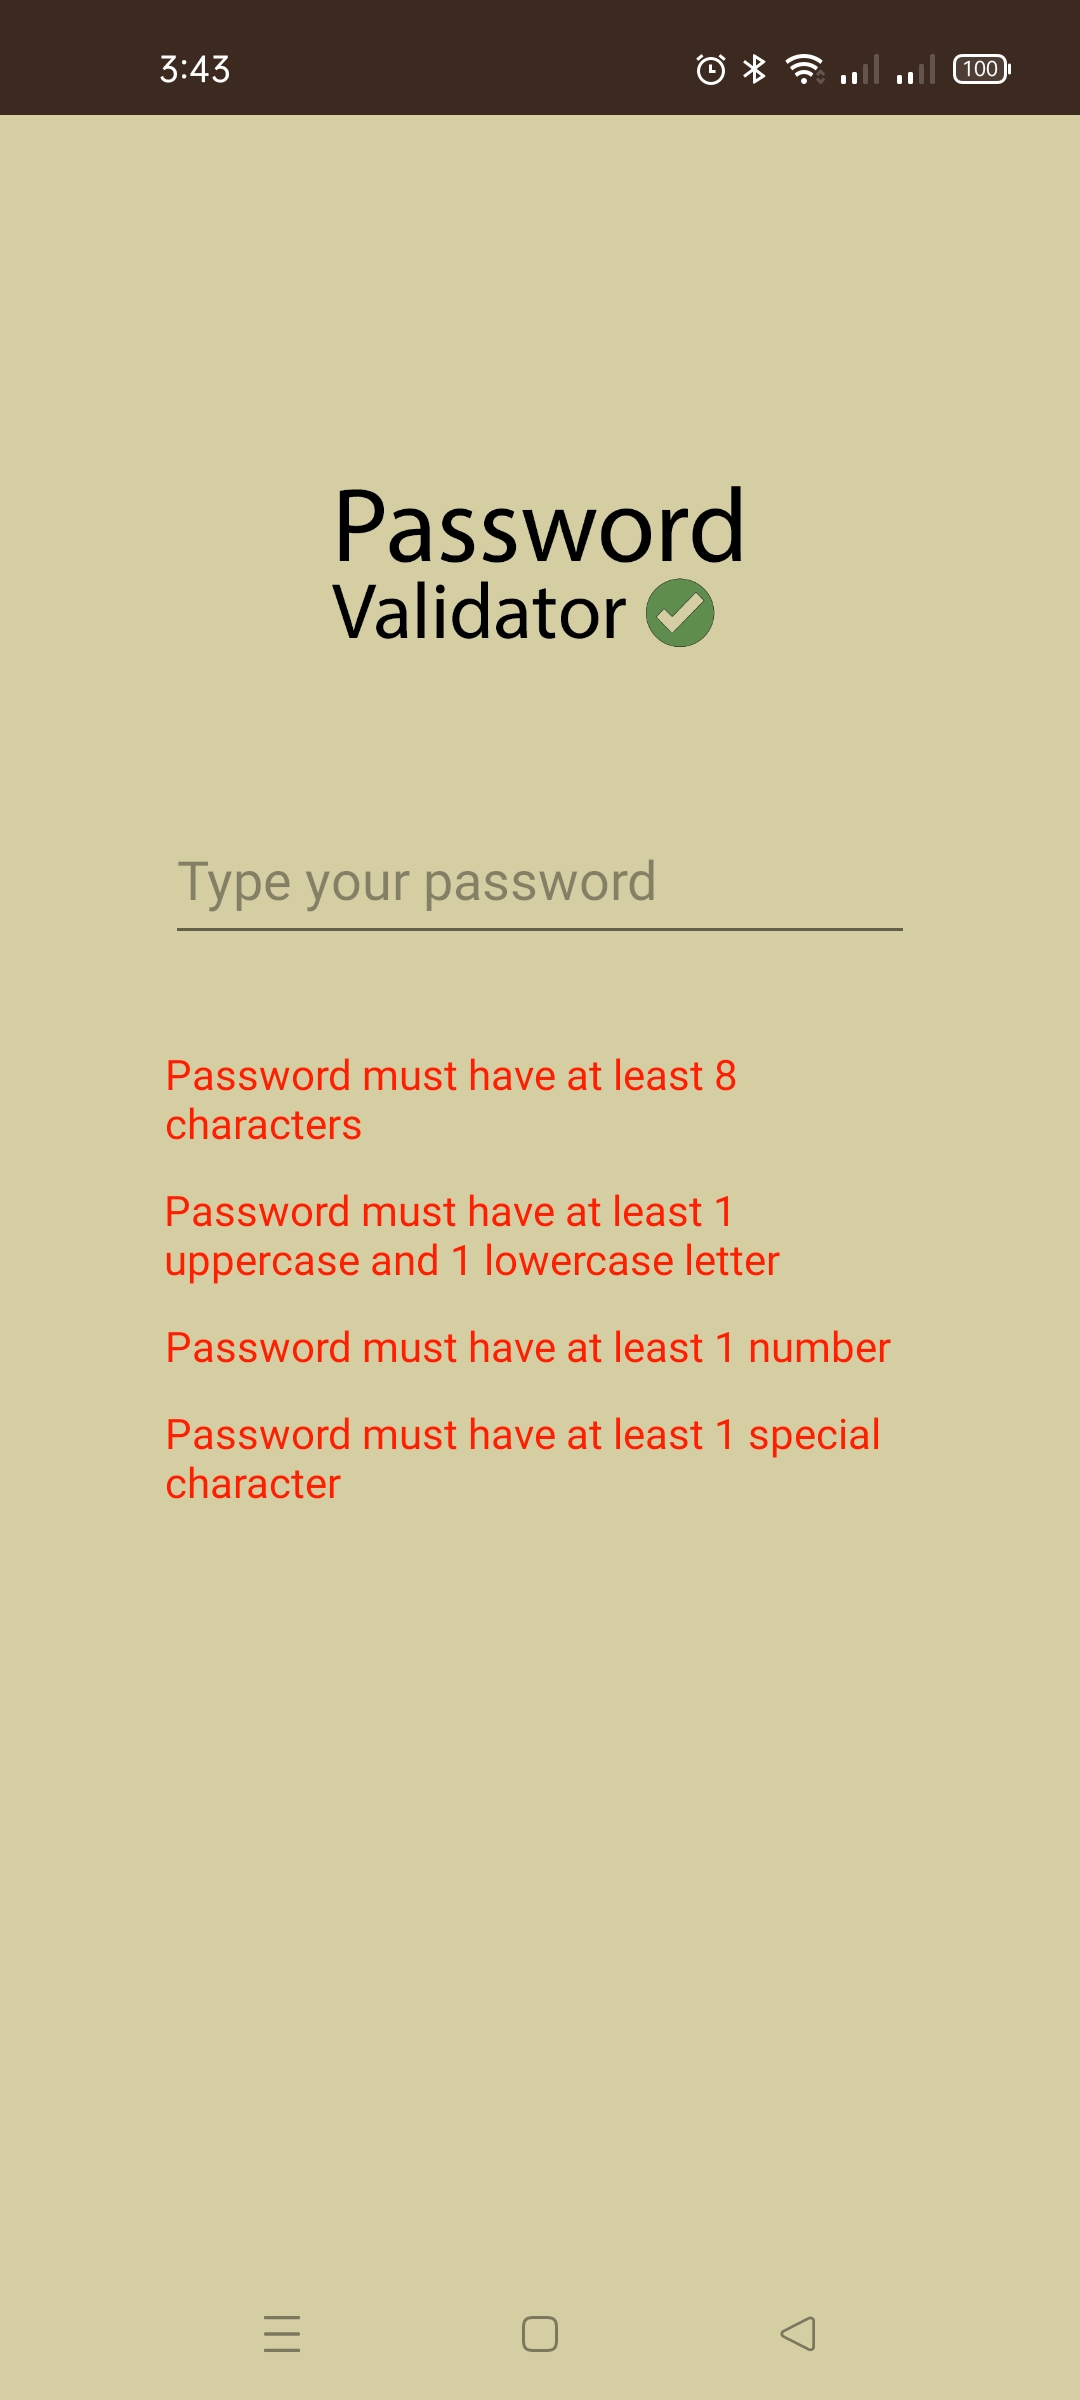 3:43
100
Password
Validator
Type your password
Password must have at least 8
characters
Password must have at least 1
uppercase and 1 lowercase letter
Password must have at least 1 number
Password must have at least 1 special
character